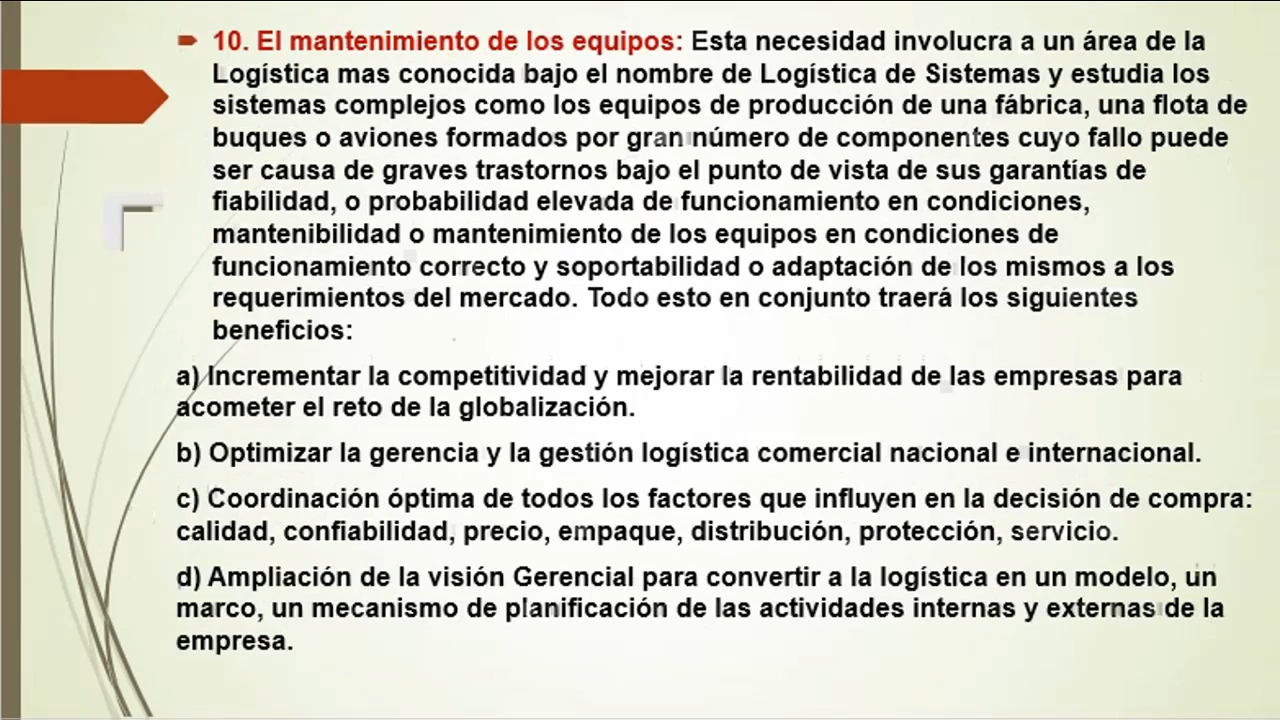 10. El mantenimiento de los equipos: Esta necesidad involucra a un área de la
Logística mas conocida bajo el nombre de Logística de Sistemas y estudia los
sistemas complejos como los equipos de producción de una fábrica, una flota de
buques o aviones formados por gran número de componentes cuyo fallo puede
ser causa de graves trastornos bajo el punto de vista de sus garantías de
fiabilidad, o probabilidad elevada de funcionamiento en condiciones,
mantenibilidad o mantenimiento de los equipos en condiciones de
funcionamiento correcto y soportabilidad o adaptación de los mismos a los
requerimientos del mercado. Todo esto en conjunto traerá los siguientes
beneficios:
a) Incrementar la competitividad y mejorar la rentabilidad de las empresas para
acometer el reto de la globalización.
b) Optimizar la gerencia y la gestión logística comercial nacional e internacional.
c) Coordinación óptima de todos los factores que influyen en la decisión de compra:
calidad, confiabilidad, precio, empaque, distribución, protección, servicio.
d) Ampliación de la visión Gerencial para convertir a la logística en un modelo, un
marco, un mecanismo de planificación de las actividades internas y externas de la
empresa.